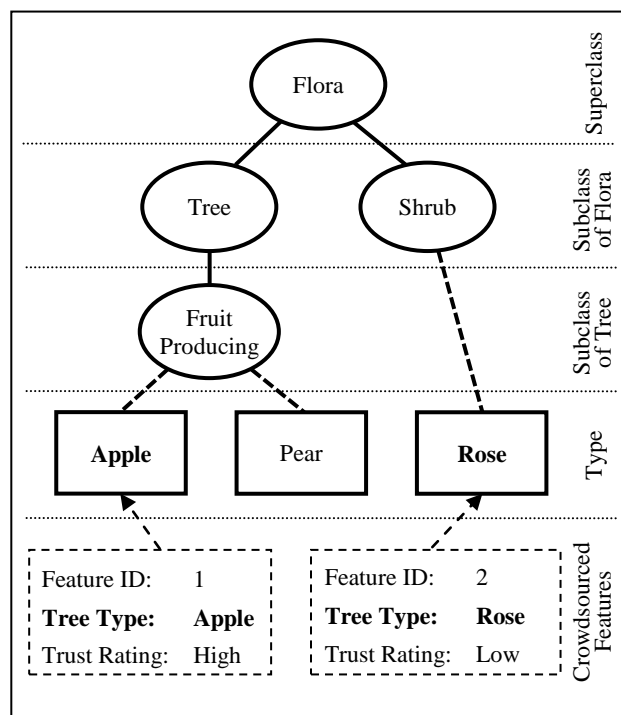 Flora
Superclass
Tree
Shrub
Subclass
of Flora
Fruit
Producing
Subclass
of Tree
Apple
Pear
Rose
Type
Feature ID: 1
Tree Type: Apple
Trust Rating: High
Feature ID: 2
Tree Type: Rose
Trust Rating: Low
Crowdsourced
Features